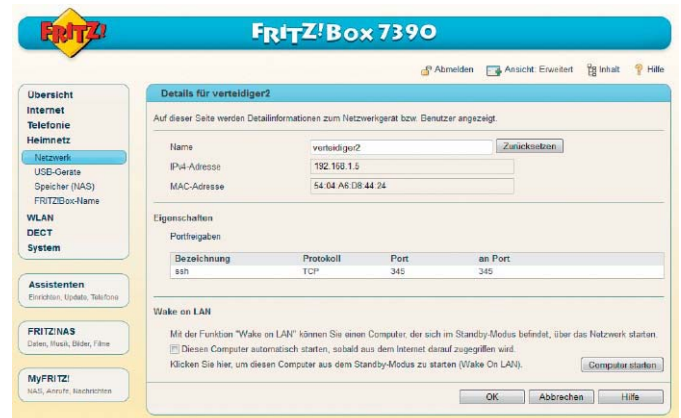 FRITZ!
FRITZ!Box 7390
Abmelden
Ansicht: Erweitert
Inhalt
Hilfe
Übersicht
Internet
Telefonie
Heimnetz
Netzwerk
USB-Geräte
Speicher (NAS)
FRITZ!Box-Name
WLAN
DECT
System
Assistenten
Einrichten, Update, Telefone
FRITZ!NAS
Daten, Musik, Bilder, Filme
MyFRITZ!
NAS, Anrufe, Nachrichten
Details für verteidiger2
Auf dieser Seite werden Detailinformationen zum Netzwerkgerät bzw. Benutzer angezeigt.
Name verteidiger2 Zurücksetzen
IPv4-Adresse 192.168.1.5
MAC-Adresse 54:04:A6:D8:44:24
Eigenschaften
Portfreigaben
Bezeichnung Protokoll Port an Port
ssh TCP 345 345
Wake on LAN
Mit der Funktion "Wake on LAN" können Sie einen Computer, der sich im Standby-Modus befindet, über das Netzwerk starten.
Diesen Computer automatisch starten, sobald aus dem Internet darauf zugegriffen wird.
Klicken Sie hier, um diesen Computer aus dem Standby-Modus zu starten (Wake On LAN). Computer starten
OK Abbrechen Hilfe